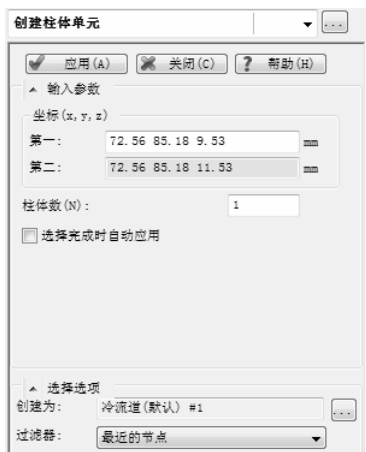 创建柱体单元
...
应用(A) 关闭(C) ? 帮助(H)
输入参数
坐标(x,y,z)
第一: 72.56 85.18 9.53 mm
第二: 72.56 85.18 11.53 mm
柱体数(N): 1
选择完成时自动应用
选择选项
创建为: 冷流道(默认) #1 ...
过滤器: 最近的节点